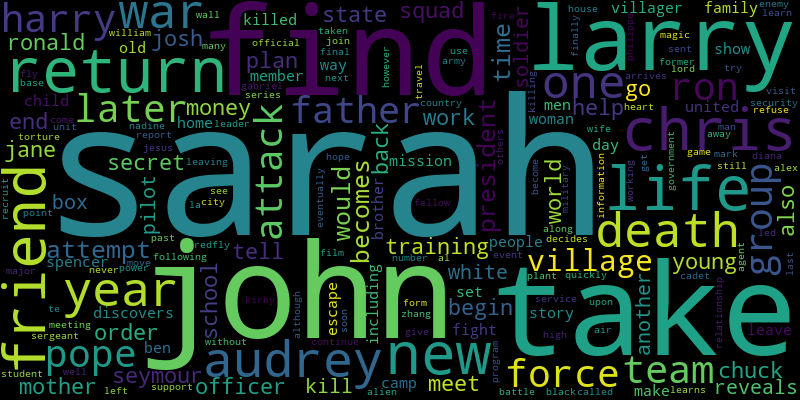 harry war find larry
wall killed state squad villager family enemy learn
ronald josh william old many final official taken join fire house finally philippe magic show
return plan member way next use army however soldier time sent former lord try
base fly gabriel series travel one go ron united visit security
child later money father country killing men help heart refuse
end come unit nadine home leader work president woman chris
jane torture report jesus back others wife day away man
secret leaving attack mission become game mark diana
sarah hope would brother fellow world military information working life get government still alex
recruit point box pilot see la city eventually becomes death also group
friend attempt past redfly film number al event training people along decides village young led last
spencer move tell white plant quickly agent cadet
major never power following discovers school john including set begin service upon another relationship
year te meeting order kirby although escape form soon zhang give fight story air take leave
sergeant without ben high
pope audrey new program force team chuck
student well seymour continue
mother left support officer alien kill camp meet battle black called make learns reveals